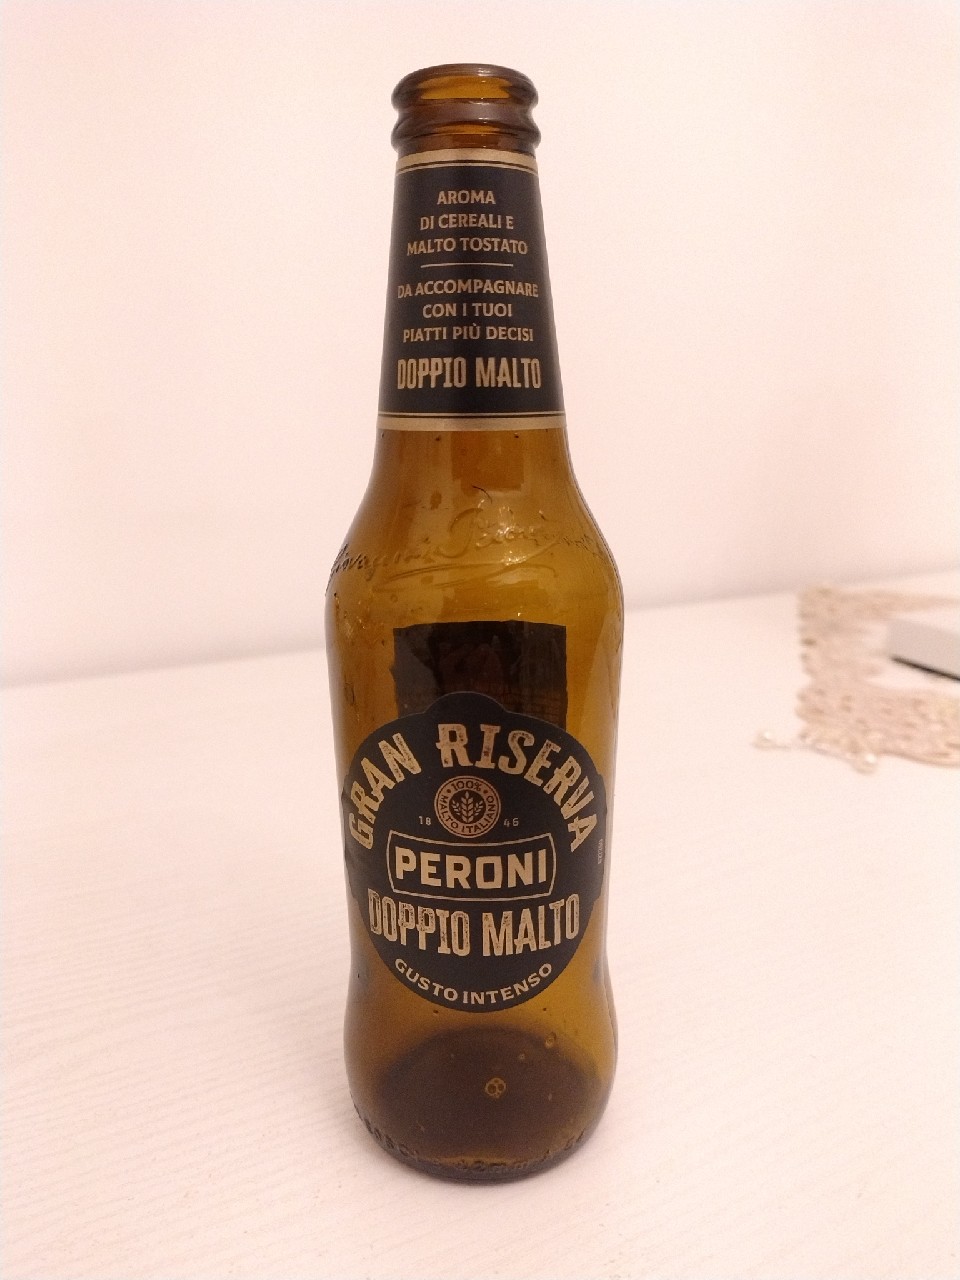 AROMA
DI CEREALI E
MALTO TOSTATO
DA ACCOMPAGNARE
CON I TUOI
PIATTI PIÙ DECISI
DOPPIO MALTO
GRAN RISERVA
100%
MALTO ITALIANO
18 46
PERONI
DOPPIO MALTO
GUSTO INTENSO